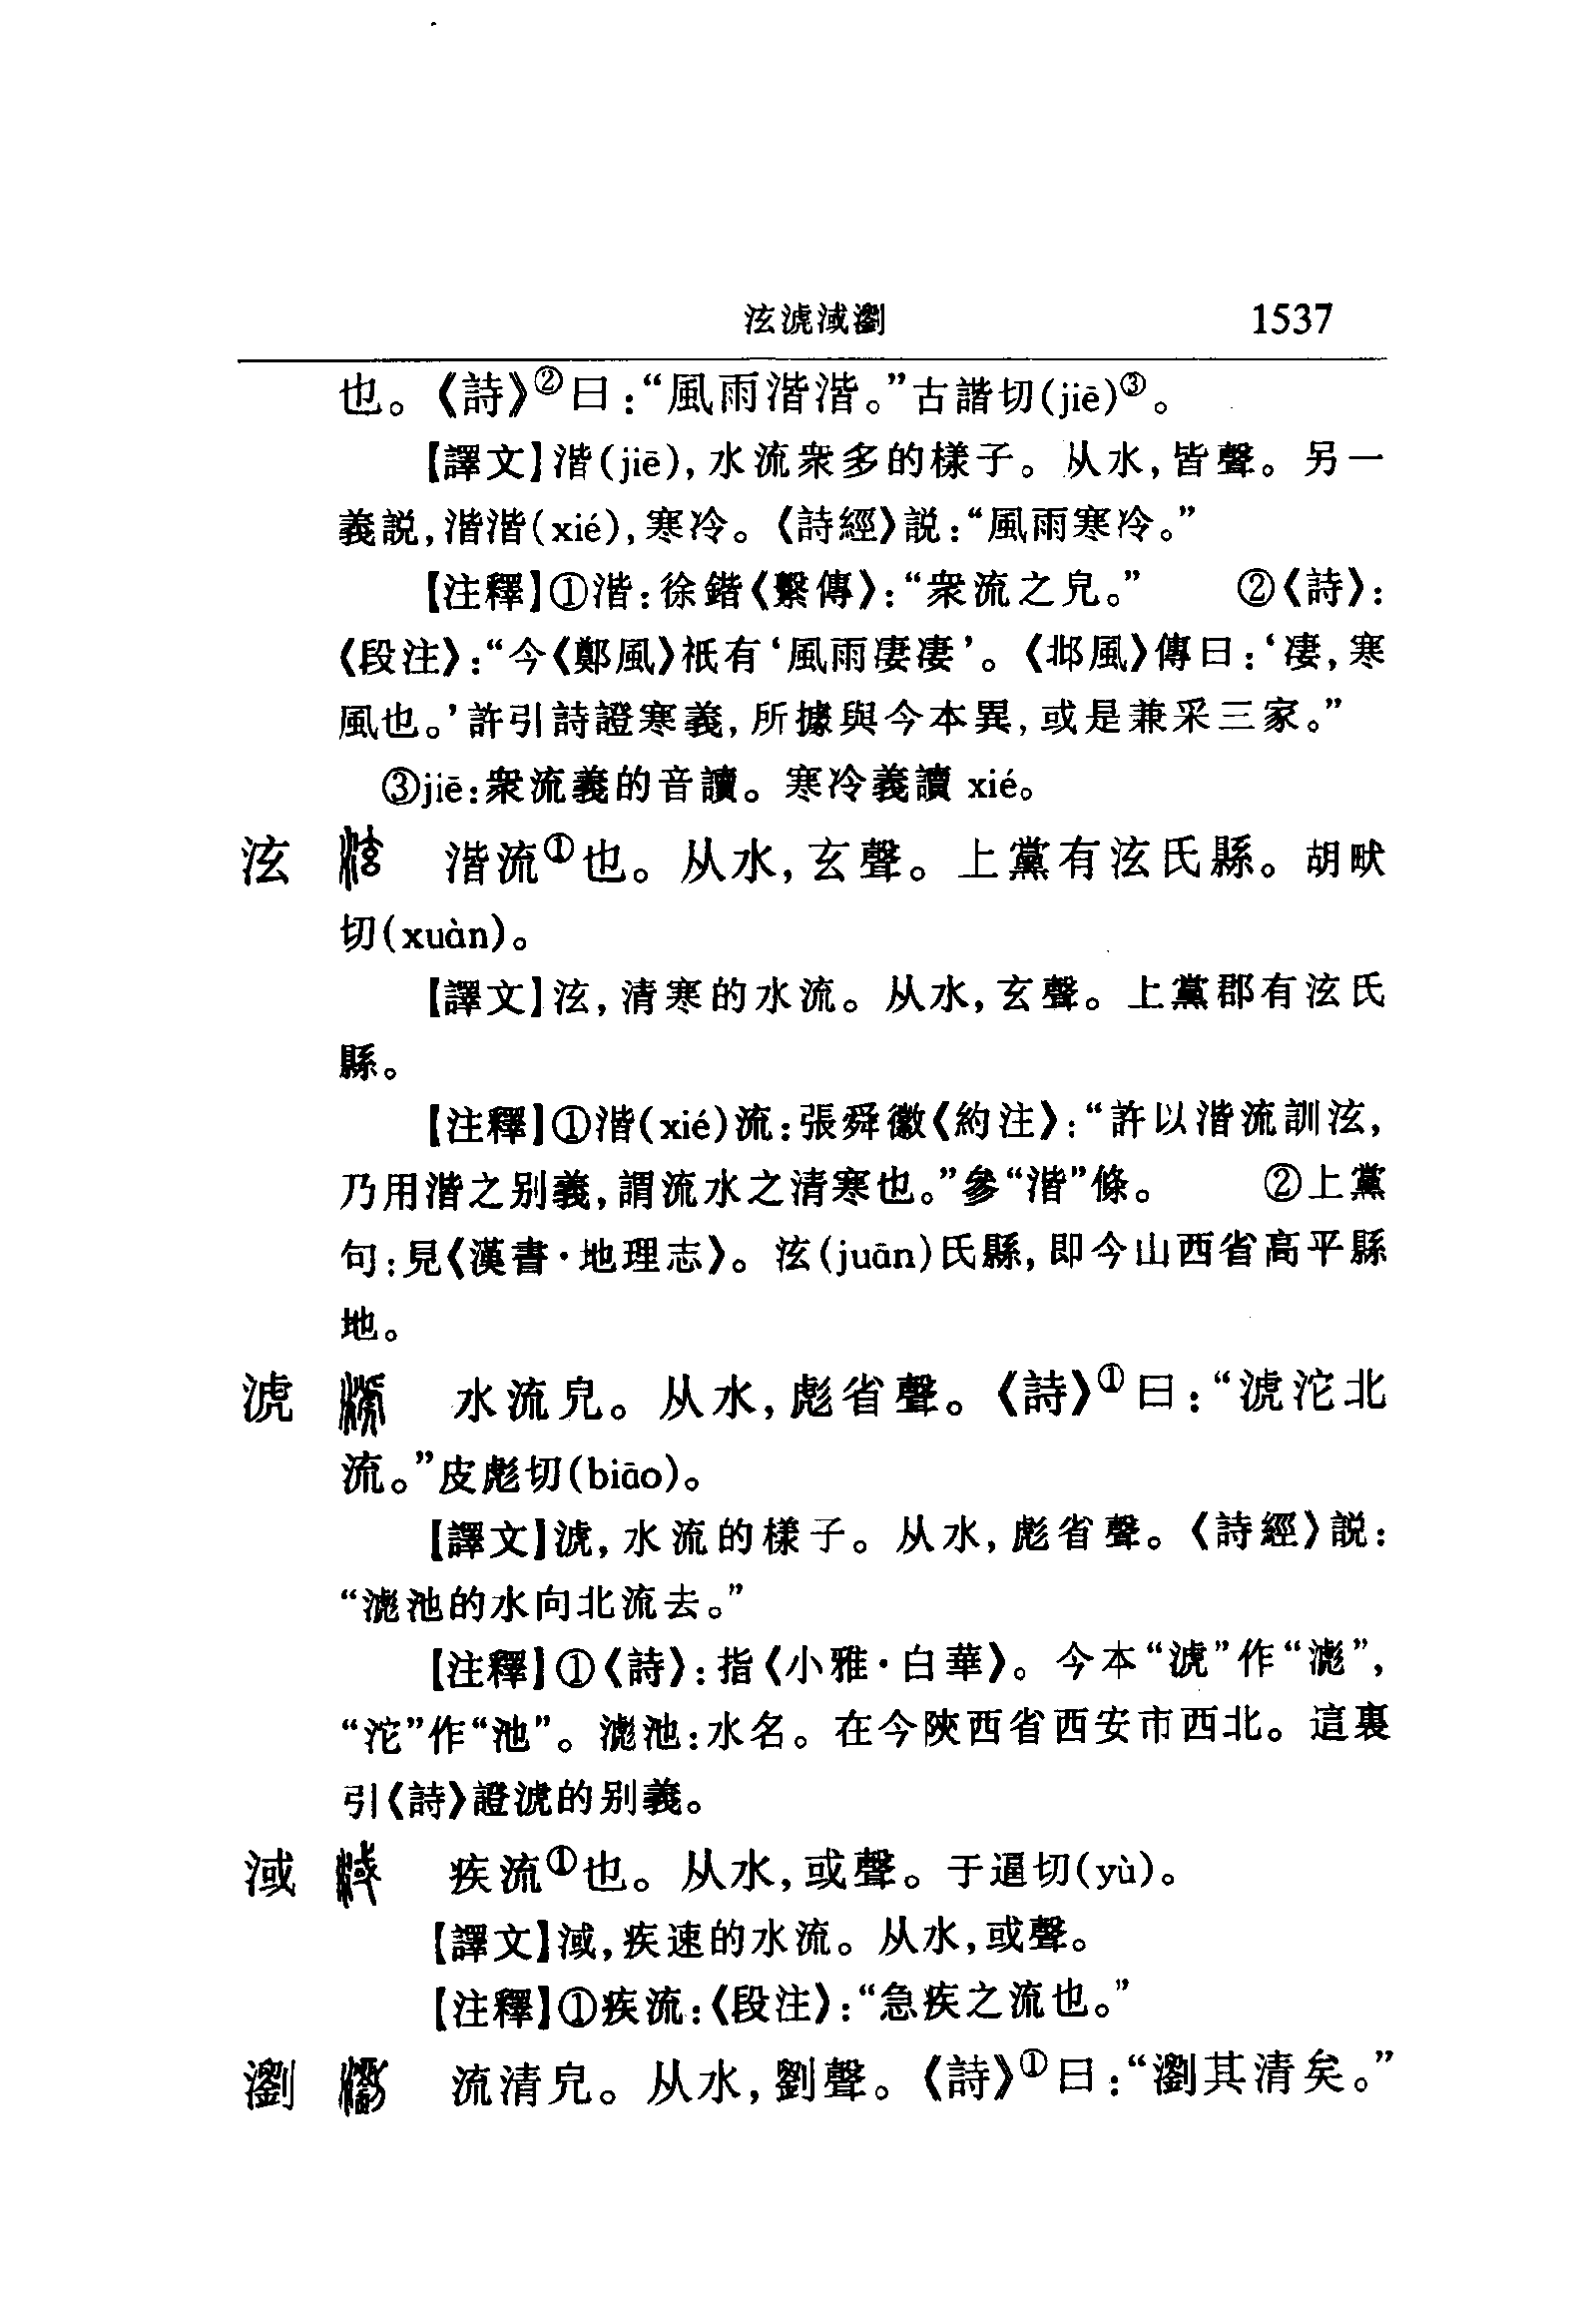 泫淲淢瀏 1537
也。《詩》②曰：“風雨湝湝。”古諧切(jiē)③。
【譯文】湝(jiē)，水流衆多的樣子。从水，皆聲。另一
義説，湝湝(xié)，寒冷。《詩經》説：“風雨寒冷。”
【注釋】①湝：徐鍇《繫傳》：“衆流之皃。” ②《詩》：
《段注》：“今《鄭風》衹有‘風雨淒淒’。《邶風》傳曰：‘凄，寒
風也。’許引詩證寒義，所據與今本異，或是兼采三家。”
③jiē：衆流義的音讀。寒冷義讀 xié。
泫 湝流①也。从水，玄聲。上黨有泫氏縣。胡畎
切(xuàn)。
【譯文】泫，清寒的水流。从水，玄聲。上黨郡有泫氏
縣。
【注釋】①湝(xié)流：張舜徽《約注》：“許以湝流訓泫，
乃用湝之别義，謂流水之清寒也。”參“湝”條。 ②上黨
句：見《漢書·地理志》。泫(juān)氏縣，即今山西省高平縣
地。
淲 水流皃。从水，彪省聲。《詩》①曰：“淲沱北
流。”皮彪切(biāo)。
【譯文】淲，水流的樣子。从水，彪省聲。《詩經》説：
“滮池的水向北流去。”
【注釋】①《詩》：指《小雅·白華》。今本“淲”作“滮”，
“沱”作“池”。滮池：水名。在今陝西省西安市西北。這裏
引《詩》證淲的别義。
淢 疾流①也。从水，或聲。于逼切(yù)。
【譯文】淢，疾速的水流。从水，或聲。
【注釋】①疾流：《段注》：“急疾之流也。”
瀏 流清皃。从水，劉聲。《詩》①曰：“瀏其清矣。”